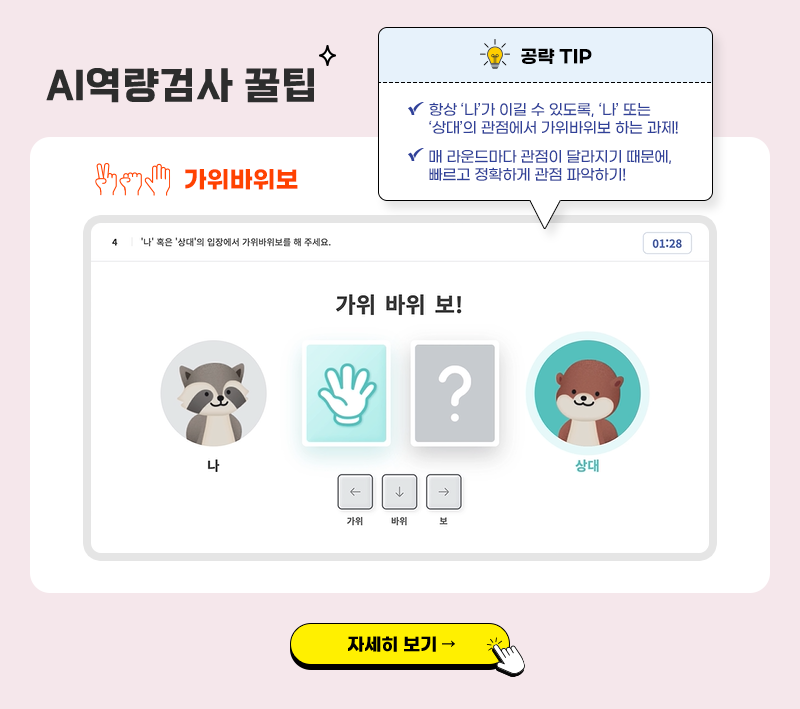 AI역량검사 꿀팁
공략 TIP
항상 ‘나’가 이길 수 있도록, ‘나’ 또는
‘상대’의 관점에서 가위바위보 하는 과제!
매 라운드마다 관점이 달라지기 때문에,
빠르고 정확하게 관점 파악하기!
가위바위보
4 '나' 혹은 '상대'의 입장에서 가위바위보를 해 주세요. 01:28
가위 바위 보!
?
나 상대
← ↓ →
가위 바위 보
자세히 보기 →